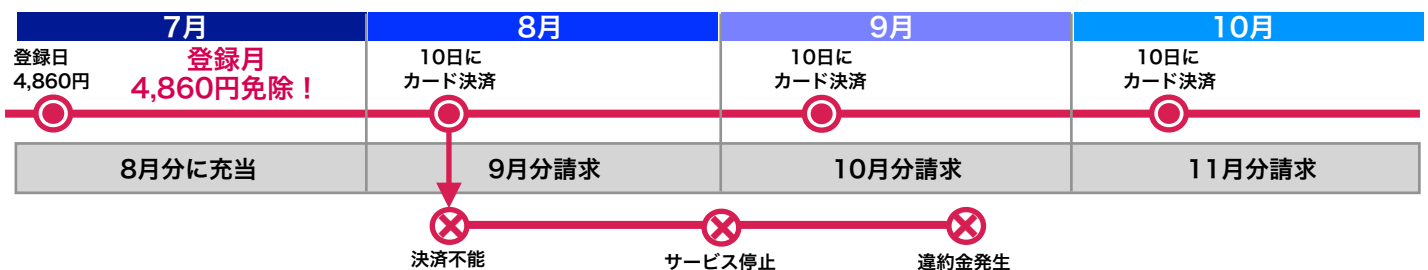 7月
8月
9月
10月
登録日
4,860円
登録月
4,860円免除！
10日に
カード決済
10日に
カード決済
10日に
カード決済
8月分に充当
9月分請求
10月分請求
11月分請求
決済不能
サービス停止
違約金発生